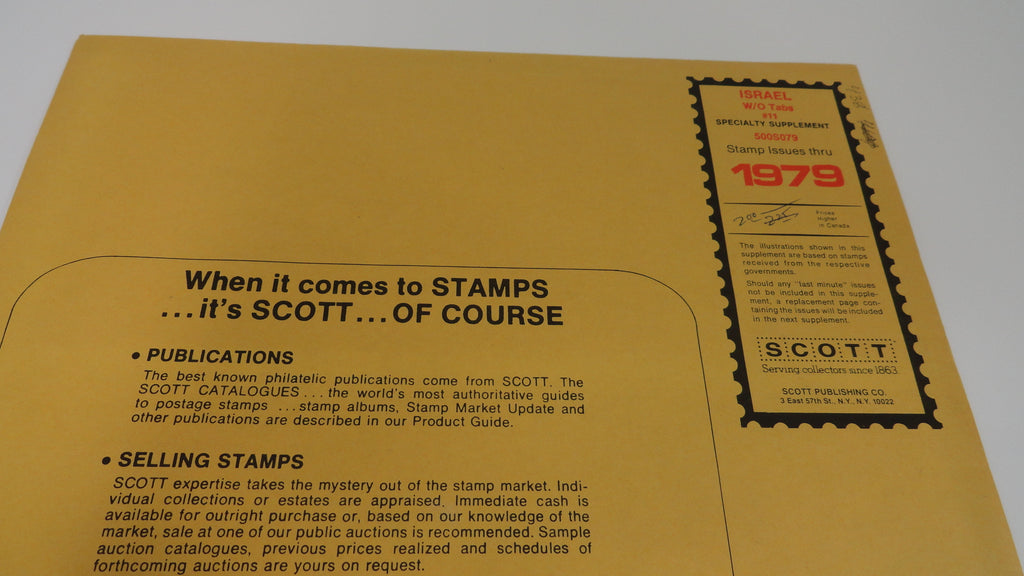 ISRAEL
W/O Tabs
#11
SPECIALTY SUPPLEMENT
500S079
Stamp Issues thru
1979
2.00 2.25
Prices
Higher
in Canada
The illustrations shown in this
supplement are based on stamps
received from the respective
governments.
Should any "last minute" issues
not be included in this supple-
ment, a replacement page con-
taining the issues will be included
in the next supplement.
SCOTT
Serving collectors since 1863.
SCOTT PUBLISHING CO.
3 East 57th St., N.Y., N.Y. 10022
When it comes to STAMPS
...it's SCOTT...OF COURSE
• PUBLICATIONS
The best known philatelic publications come from SCOTT. The
SCOTT CATALOGUES ... the world's most authoritative guides
to postage stamps ...stamp albums, Stamp Market Update and
other publications are described in our Product Guide.
• SELLING STAMPS
SCOTT expertise takes the mystery out of the stamp market. Indi-
vidual collections or estates are appraised. Immediate cash is
available for outright purchase or, based on our knowledge of the
market, sale at one of our public auctions is recommended. Sample
auction catalogues, previous prices realized and schedules of
forthcoming auctions are yours on request.